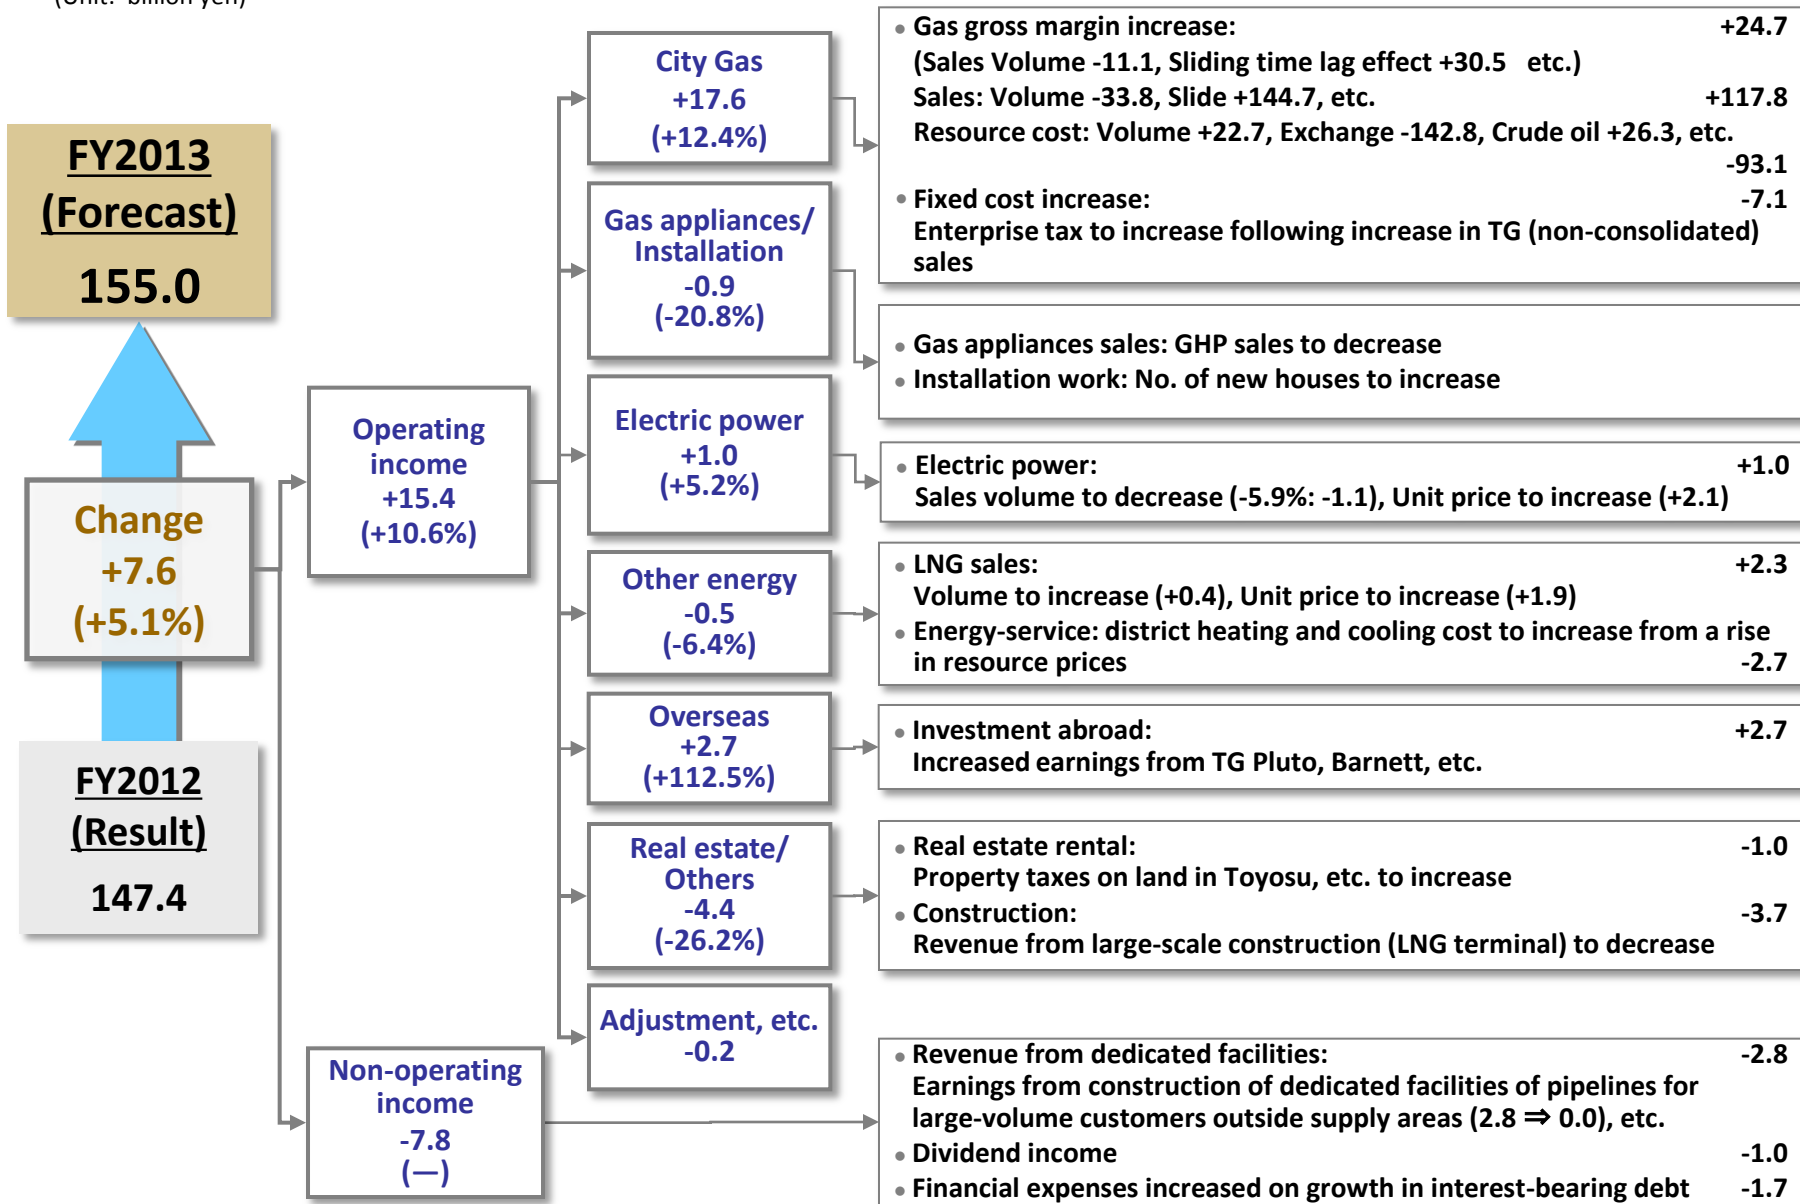 (Unit: billion yen)
FY2013
(Forecast)
155.0
Change
+7.6
(+5.1%)
FY2012
(Result)
147.4
Operating
income
+15.4
(+10.6%)
Non-operating
income
-7.8
(—)
City Gas
+17.6
(+12.4%)
Gas appliances/
Installation
-0.9
(-20.8%)
Electric power
+1.0
(+5.2%)
Other energy
-0.5
(-6.4%)
Overseas
+2.7
(+112.5%)
Real estate/
Others
-4.4
(-26.2%)
Adjustment, etc.
-0.2
• Gas gross margin increase: +24.7
(Sales Volume -11.1, Sliding time lag effect +30.5 etc.)
Sales: Volume -33.8, Slide +144.7, etc. +117.8
Resource cost: Volume +22.7, Exchange -142.8, Crude oil +26.3, etc.
-93.1
• Fixed cost increase: -7.1
Enterprise tax to increase following increase in TG (non-consolidated)
sales
• Gas appliances sales: GHP sales to decrease
• Installation work: No. of new houses to increase
• Electric power: +1.0
Sales volume to decrease (-5.9%: -1.1), Unit price to increase (+2.1)
• LNG sales: +2.3
Volume to increase (+0.4), Unit price to increase (+1.9)
• Energy-service: district heating and cooling cost to increase from a rise
in resource prices -2.7
• Investment abroad: +2.7
Increased earnings from TG Pluto, Barnett, etc.
• Real estate rental: -1.0
Property taxes on land in Toyosu, etc. to increase
• Construction: -3.7
Revenue from large-scale construction (LNG terminal) to decrease
• Revenue from dedicated facilities: -2.8
Earnings from construction of dedicated facilities of pipelines for
large-volume customers outside supply areas (2.8 ⇒ 0.0), etc.
• Dividend income -1.0
• Financial expenses increased on growth in interest-bearing debt -1.7